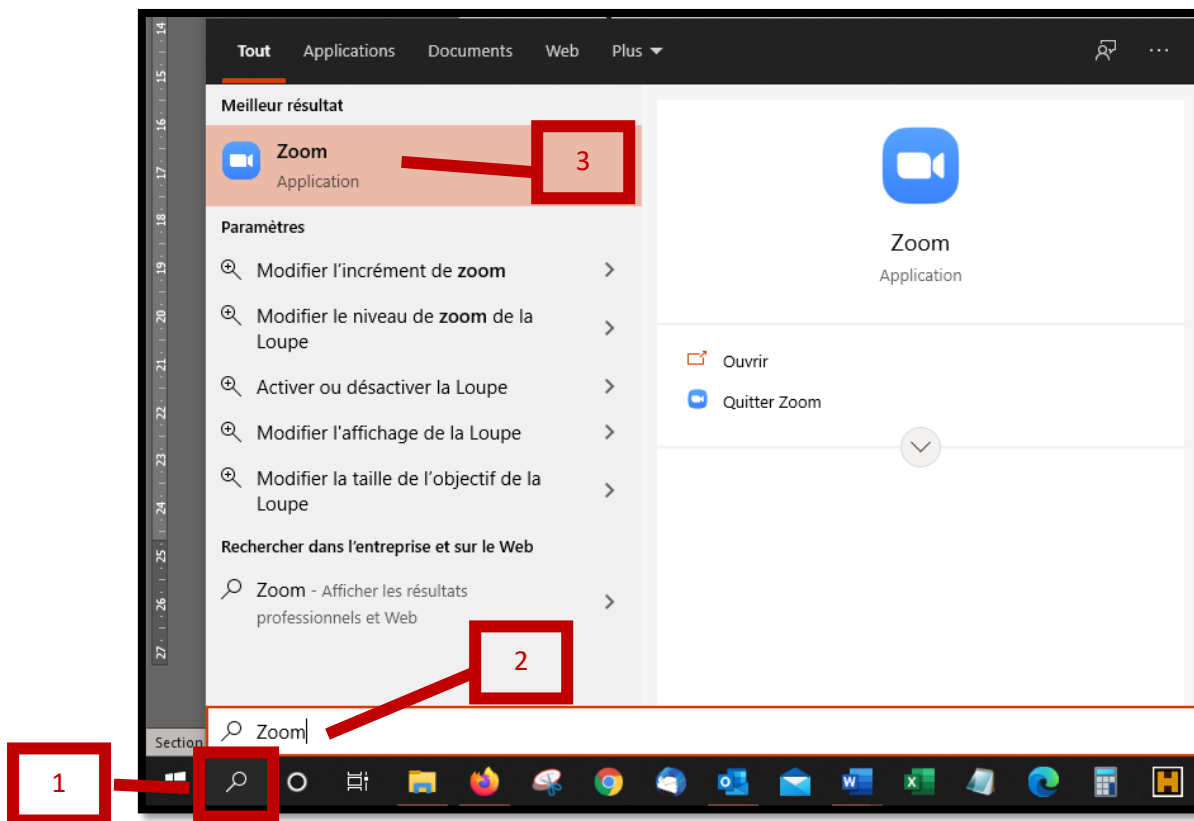 14
15
16
17
18
19
20
21
22
23
24
25
26
27
Tout Applications Documents Web Plus
Meilleur résultat
Zoom
Application
3
Zoom
Application
Paramètres
Modifier l'incrément de zoom
Modifier le niveau de zoom de la
Loupe
Activer ou désactiver la Loupe
Modifier l'affichage de la Loupe
Modifier la taille de l'objectif de la
Loupe
Ouvrir
Quitter Zoom
Rechercher dans l'entreprise et sur le Web
Zoom - Afficher les résultats
professionnels et Web
2
Zoom
Section
1
W
X
H